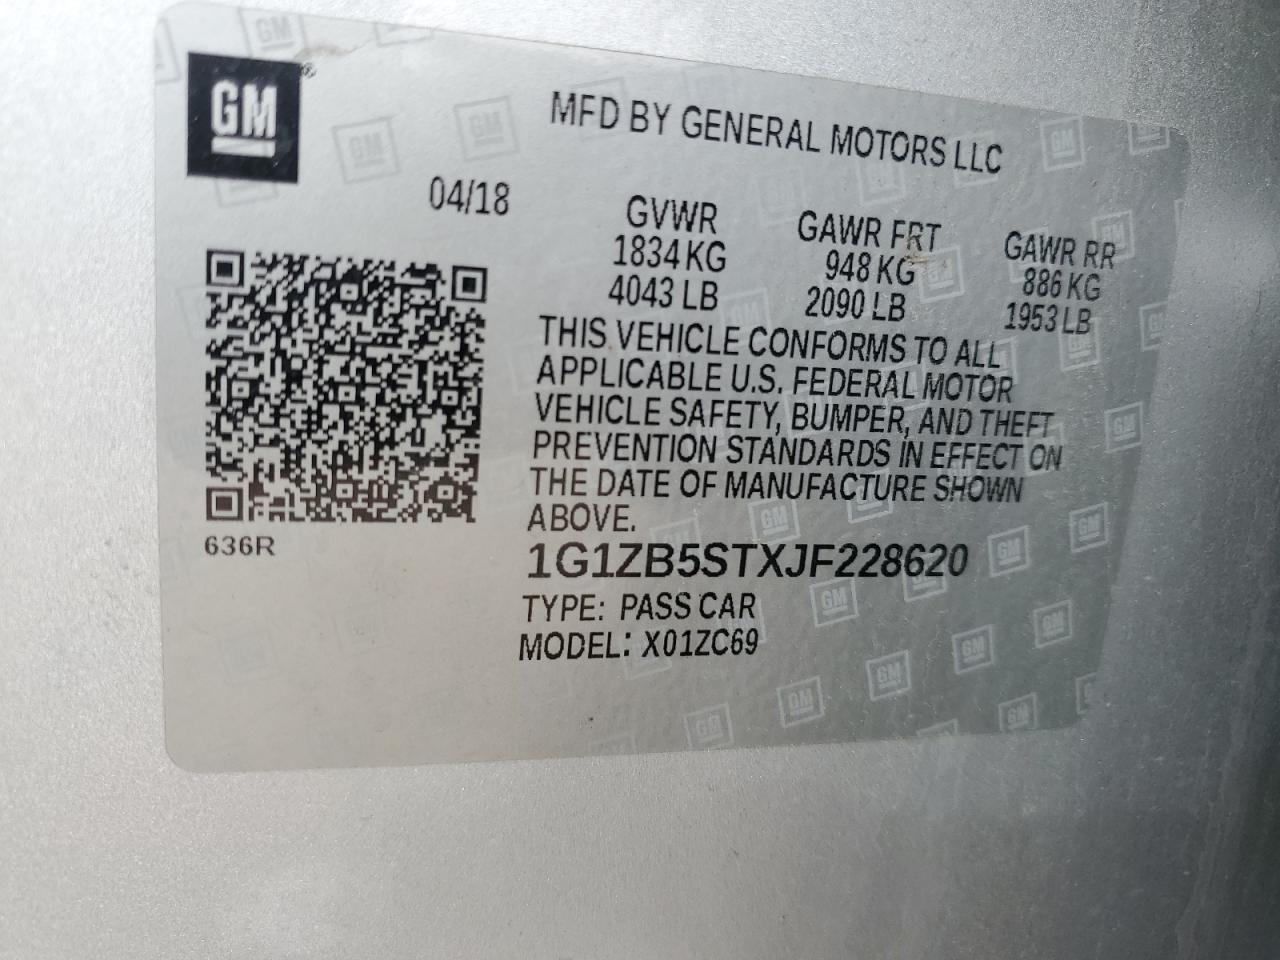 GM®
MFD BY GENERAL MOTORS LLC
04/18
GVWR GAWR FRT GAWR RR
1834 KG 948 KG 886 KG
4043 LB 2090 LB 1953 LB
THIS VEHICLE CONFORMS TO ALL
APPLICABLE U.S. FEDERAL MOTOR
VEHICLE SAFETY, BUMPER, AND THEFT
PREVENTION STANDARDS IN EFFECT ON
THE DATE OF MANUFACTURE SHOWN
ABOVE.
636R
1G1ZB5STXJF228620
TYPE: PASS CAR
MODEL: X01ZC69